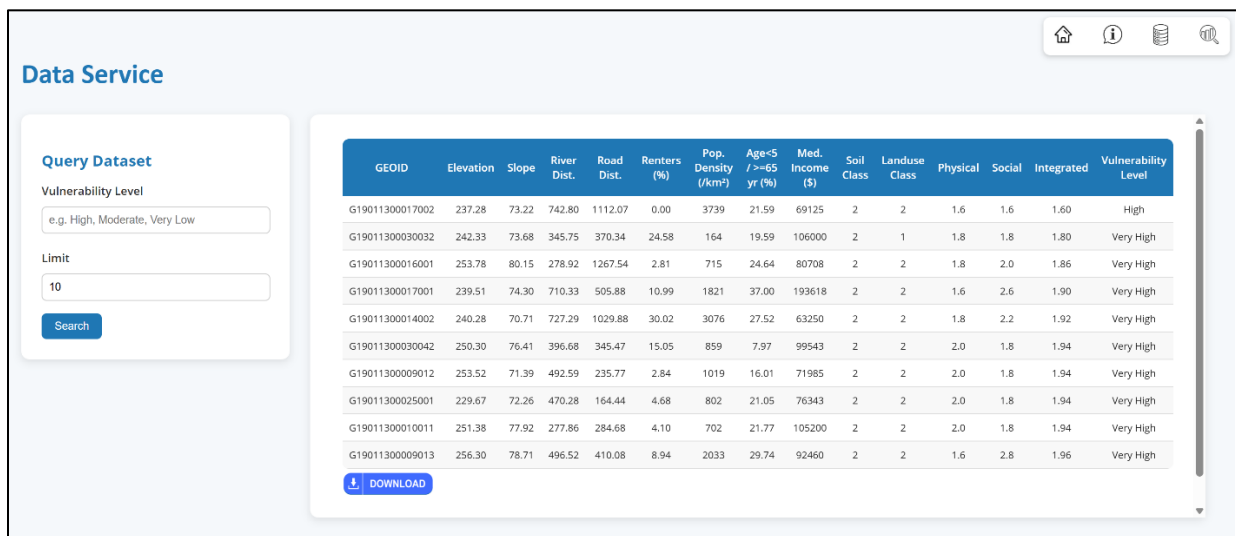 Data Service
Query Dataset
Vulnerability Level
e.g. High, Moderate, Very Low
Limit
10
Search
GEOID Elevation Slope River Dist. Road Dist. Renters (%) Pop. Density (/km²) Age<5 / >=65 yr (%) Med. Income ($) Soil Class Landuse Class Physical Social Integrated Vulnerability Level
G19011300017002 237.28 73.22 742.80 1112.07 0.00 3739 21.59 69125 2 2 1.6 1.6 1.60 High
G19011300030032 242.33 73.68 345.75 370.34 24.58 164 19.59 106000 2 1 1.8 1.8 1.80 Very High
G19011300016001 253.78 80.15 278.92 1267.54 2.81 715 24.64 80708 2 2 1.8 2.0 1.86 Very High
G19011300017001 239.51 74.30 710.33 505.88 10.99 1821 37.00 193618 2 2 1.6 2.6 1.90 Very High
G19011300014002 240.28 70.71 727.29 1029.88 30.02 3076 27.52 63250 2 2 1.8 2.2 1.92 Very High
G19011300030042 250.30 76.41 396.68 345.47 15.05 859 7.97 99543 2 2 2.0 1.8 1.94 Very High
G19011300009012 253.52 71.39 492.59 235.77 2.84 1019 16.01 71985 2 2 2.0 1.8 1.94 Very High
G19011300025001 229.67 72.26 470.28 164.44 4.68 802 21.05 76343 2 2 2.0 1.8 1.94 Very High
G19011300010011 251.38 77.92 277.86 284.68 4.10 702 21.77 105200 2 2 2.0 1.8 1.94 Very High
G19011300009013 256.30 78.71 496.52 410.08 8.94 2033 29.74 92460 2 2 1.6 2.8 1.96 Very High
DOWNLOAD